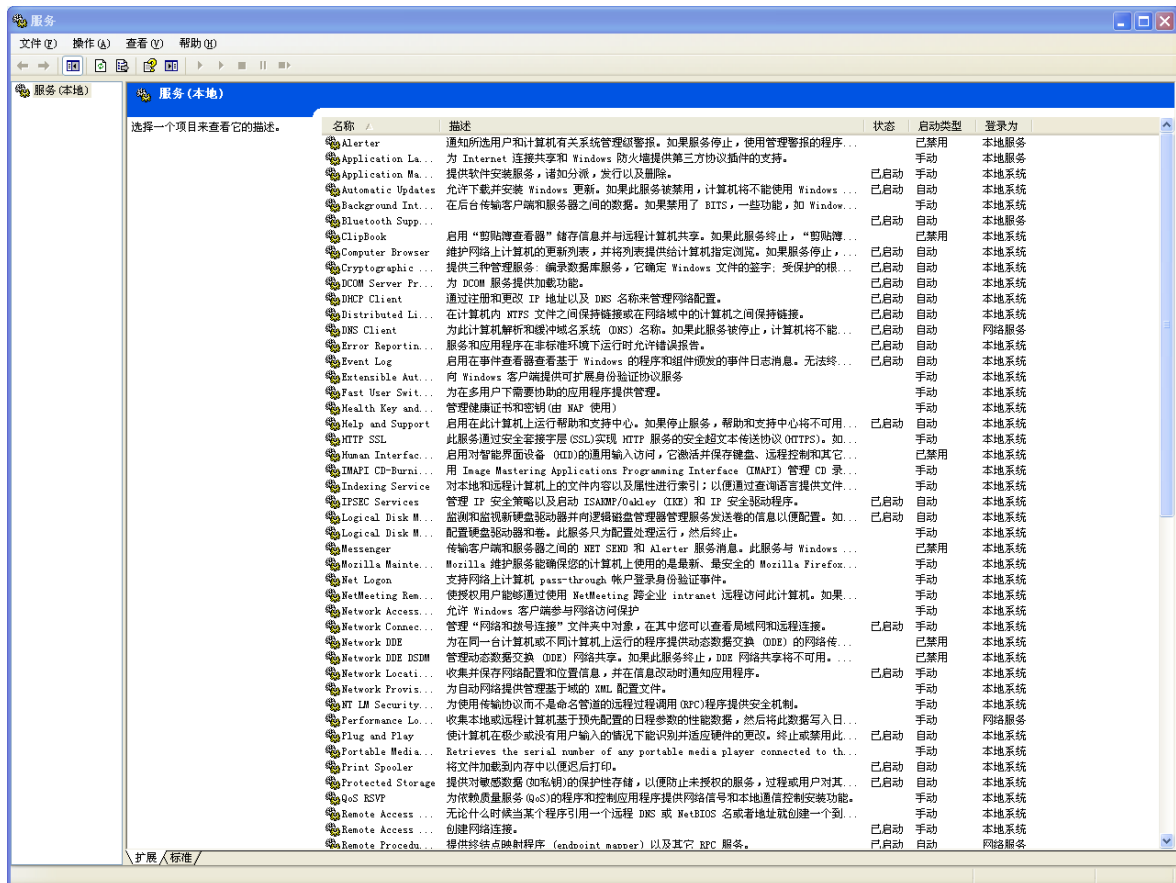 服务
文件(F) 操作(A) 查看(V) 帮助(H)
服务(本地)
服务(本地)
选择一个项目来查看它的描述。
名称 描述 状态 启动类型 登录为
Alerter 通知所选用户和计算机有关系统管理级警报。如果服务停止，使用管理警报的程序... 已禁用 本地服务
Application La... 为 Internet 连接共享和 Windows 防火墙提供第三方协议插件的支持。 手动 本地服务
Application Ma... 提供软件安装服务，诸如分派，发行以及删除。 已启动 手动 本地系统
Automatic Updates 允许下载并安装 Windows 更新。如果此服务被禁用，计算机将不能使用 Windows ... 已启动 自动 本地系统
Background Int... 在后台传输客户端和服务器之间的数据。如果禁用了 BITS，一些功能，如 Window... 手动 本地系统
Bluetooth Supp... 已启动 自动 本地服务
ClipBook 启用“剪贴簿查看器”储存信息并与远程计算机共享。如果此服务终止，“剪贴簿... 已禁用 本地系统
Computer Browser 维护网络上计算机的更新列表，并将列表提供给计算机指定浏览。如果服务停止，... 已启动 自动 本地系统
Cryptographic ... 提供三种管理服务: 编录数据库服务，它确定 Windows 文件的签字; 受保护的根... 已启动 自动 本地系统
DCOM Server Pr... 为 DCOM 服务提供加载功能。 已启动 自动 本地系统
DHCP Client 通过注册和更改 IP 地址以及 DNS 名称来管理网络配置。 已启动 自动 本地系统
Distributed Li... 在计算机内 NTFS 文件之间保持链接或在网络域中的计算机之间保持链接。 已启动 自动 本地系统
DNS Client 为此计算机解析和缓冲域名系统 (DNS) 名称。如果此服务被停止，计算机将不能... 已启动 自动 网络服务
Error Reportin... 服务和应用程序在非标准环境下运行时允许错误报告。 已启动 自动 本地系统
Event Log 启用在事件查看器查看基于 Windows 的程序和组件颁发的事件日志消息。无法终... 已启动 自动 本地系统
Extensible Aut... 向 Windows 客户端提供可扩展身份验证协议服务 手动 本地系统
Fast User Swit... 为在多用户下需要协助的应用程序提供管理。 手动 本地系统
Health Key and... 管理健康证书和密钥(由 NAP 使用) 手动 本地系统
Help and Support 启用在此计算机上运行帮助和支持中心。如果停止服务，帮助和支持中心将不可用... 已启动 自动 本地系统
HTTP SSL 此服务通过安全套接字层(SSL)实现 HTTP 服务的安全超文本传送协议(HTTPS)。如... 手动 本地系统
Human Interfac... 启用对智能界面设备 (HID)的通用输入访问，它激活并保存键盘、远程控制和其它... 已禁用 本地系统
IMAPI CD-Burni... 用 Image Mastering Applications Programming Interface (IMAPI) 管理 CD 录... 手动 本地系统
Indexing Service 对本地和远程计算机上的文件内容以及属性进行索引；以便通过查询语言提供文件... 手动 本地系统
IPSEC Services 管理 IP 安全策略以及启动 ISAKMP/Oakley (IKE) 和 IP 安全驱动程序。 已启动 自动 本地系统
Logical Disk M... 监测和监视新硬盘驱动器并向逻辑磁盘管理器管理服务发送卷的信息以便配置。如... 已启动 自动 本地系统
Logical Disk M... 配置硬盘驱动器和卷。此服务只为配置处理运行，然后终止。 手动 本地系统
Messenger 传输客户端和服务器之间的 NET SEND 和 Alerter 服务消息。此服务与 Windows ... 已禁用 本地系统
Mozilla Mainte... Mozilla 维护服务能确保您的计算机上使用的是最新、最安全的 Mozilla Firefox... 手动 本地系统
Net Logon 支持网络上计算机 pass-through 帐户登录身份验证事件。 手动 本地系统
NetMeeting Rem... 使授权用户能够通过使用 NetMeeting 跨企业 intranet 远程访问此计算机。如果... 手动 本地系统
Network Access... 允许 Windows 客户端参与网络访问保护 手动 本地系统
Network Connec... 管理“网络和拨号连接”文件夹中对象，在其中您可以查看局域网和远程连接。 已启动 手动 本地系统
Network DDE 为在同一台计算机或不同计算机上运行的程序提供动态数据交换 (DDE) 的网络传... 已禁用 本地系统
Network DDE DSDM 管理动态数据交换 (DDE) 网络共享。如果此服务终止，DDE 网络共享将不可用。... 已禁用 本地系统
Network Locati... 收集并保存网络配置和位置信息，并在信息改动时通知应用程序。 已启动 手动 本地系统
Network Provis... 为自动网络提供管理基于域的 XML 配置文件。 手动 本地系统
NT LM Security... 为使用传输协议而不是命名管道的远程过程调用(RPC)程序提供安全机制。 手动 本地系统
Performance Lo... 收集本地或远程计算机基于预先配置的日程参数的性能数据，然后将此数据写入日... 手动 网络服务
Plug and Play 使计算机在极少或没有用户输入的情况下能识别并适应硬件的更改。终止或禁用此... 已启动 自动 本地系统
Portable Media... Retrieves the serial number of any portable media player connected to th... 手动 本地系统
Print Spooler 将文件加载到内存中以便迟后打印。 已启动 自动 本地系统
Protected Storage 提供对敏感数据(如私钥)的保护性存储，以便防止未授权的服务，过程或用户对其... 已启动 自动 本地系统
QoS RSVP 为依赖质量服务(QoS)的程序和控制应用程序提供网络信号和本地通信控制安装功能。 手动 本地系统
Remote Access ... 无论什么时候当某个程序引用一个远程 DNS 或 NetBIOS 名或者地址就创建一个到... 手动 本地系统
Remote Access ... 创建网络连接。 已启动 手动 本地系统
Remote Procedu... 提供终结点映射程序 (endpoint mapper) 以及其它 RPC 服务。 已启动 自动 网络服务
扩展 标准